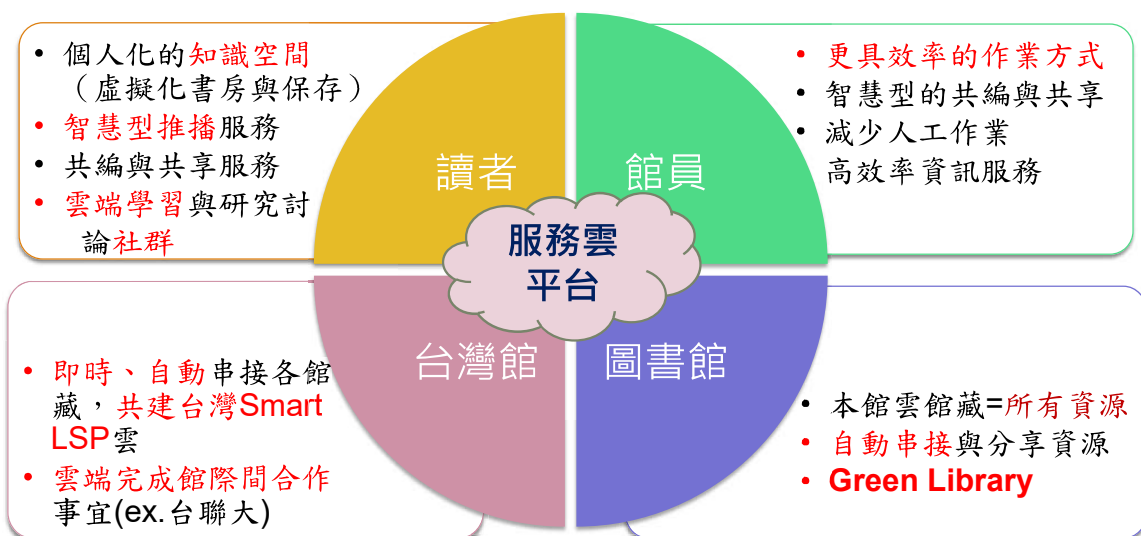 個人化的知識空間
（虛擬化書房與保存）
智慧型推播服務
共編與共享服務
雲端學習與研究討
論社群
更具效率的作業方式
智慧型的共編與共享
減少人工作業
高效率資訊服務
讀者
館員
服務雲
平台
台灣館
圖書館
即時、自動串接各館
藏，共建台灣Smart
LSP雲
雲端完成館際間合作
事宜(ex.台聯大)
本館雲館藏=所有資源
自動串接與分享資源
Green Library